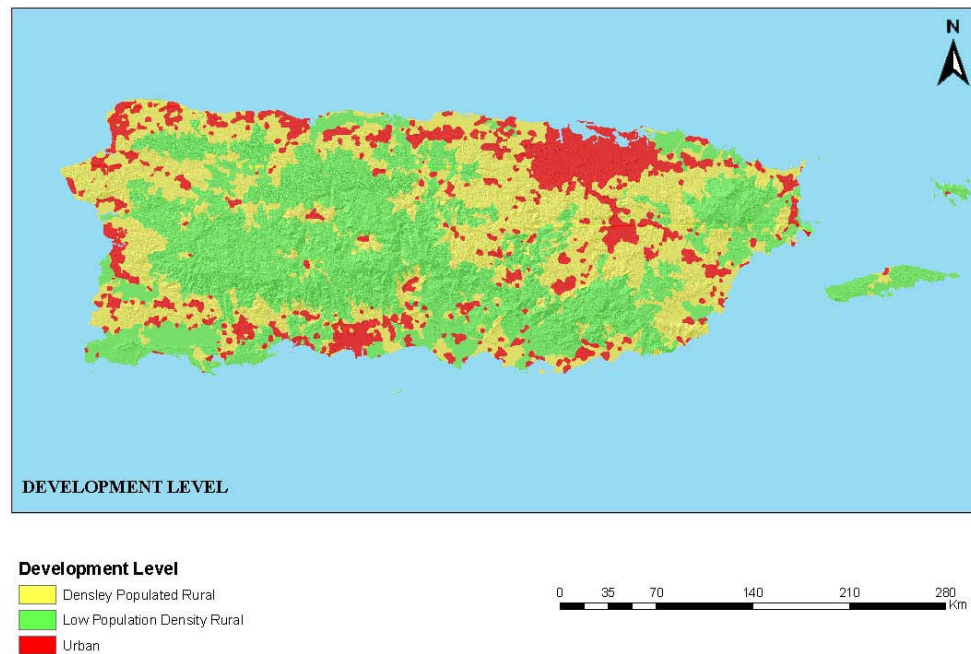 N
DEVELOPMENT LEVEL
Development Level
Densley Populated Rural
Low Population Density Rural
Urban
0 35 70 140 210 280
Km